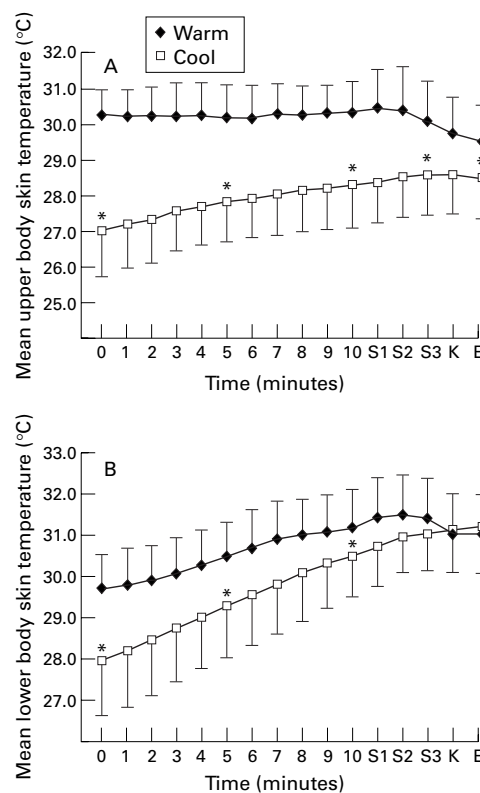 Warm
Cool
A
Mean upper body skin temperature (°C)
32.0
31.0
30.0
29.0
28.0
27.0
26.0
25.0
24.0
* * * * *
0 1 2 3 4 5 6 7 8 9 10 S1 S2 S3 K E
Time (minutes)
B
Mean lower body skin temperature (°C)
33.0
32.0
31.0
30.0
29.0
28.0
27.0
* * *
0 1 2 3 4 5 6 7 8 9 10 S1 S2 S3 K E
Time (minutes)